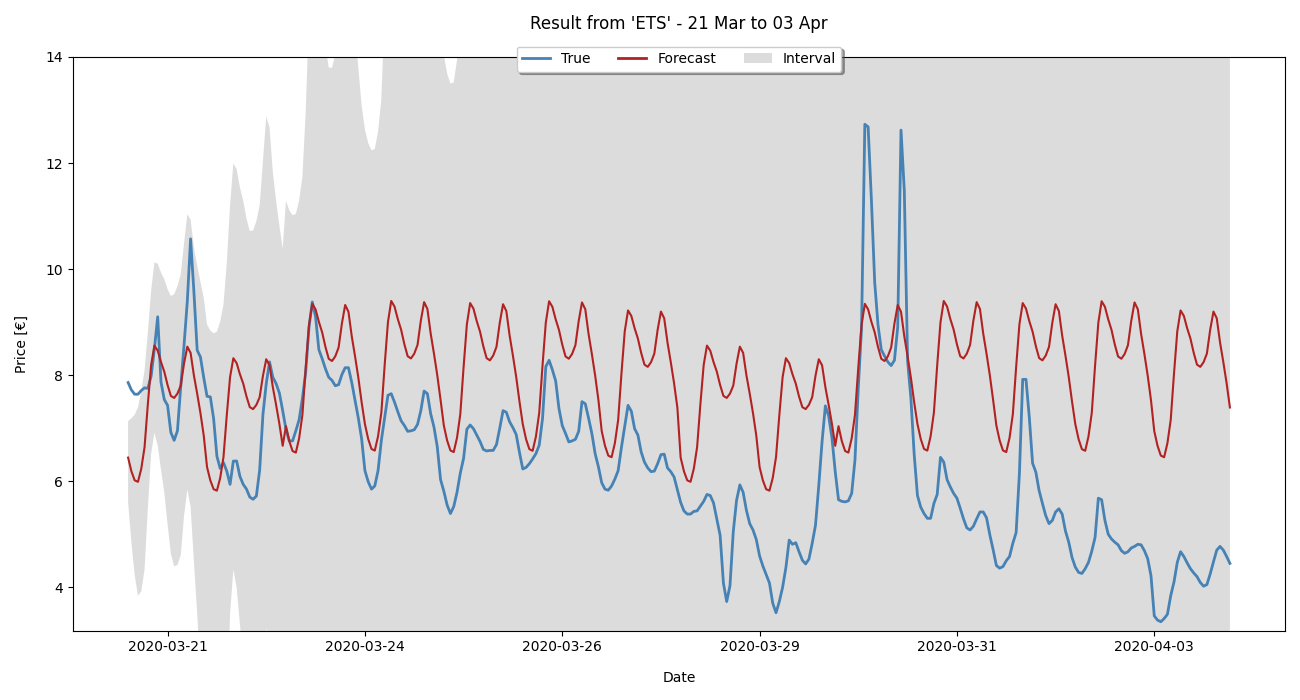 Result from 'ETS' - 21 Mar to 03 Apr
True Forecast Interval
14
12
10
8
6
4
Price [€]
2020-03-21 2020-03-24 2020-03-26 2020-03-29 2020-03-31 2020-04-03
Date